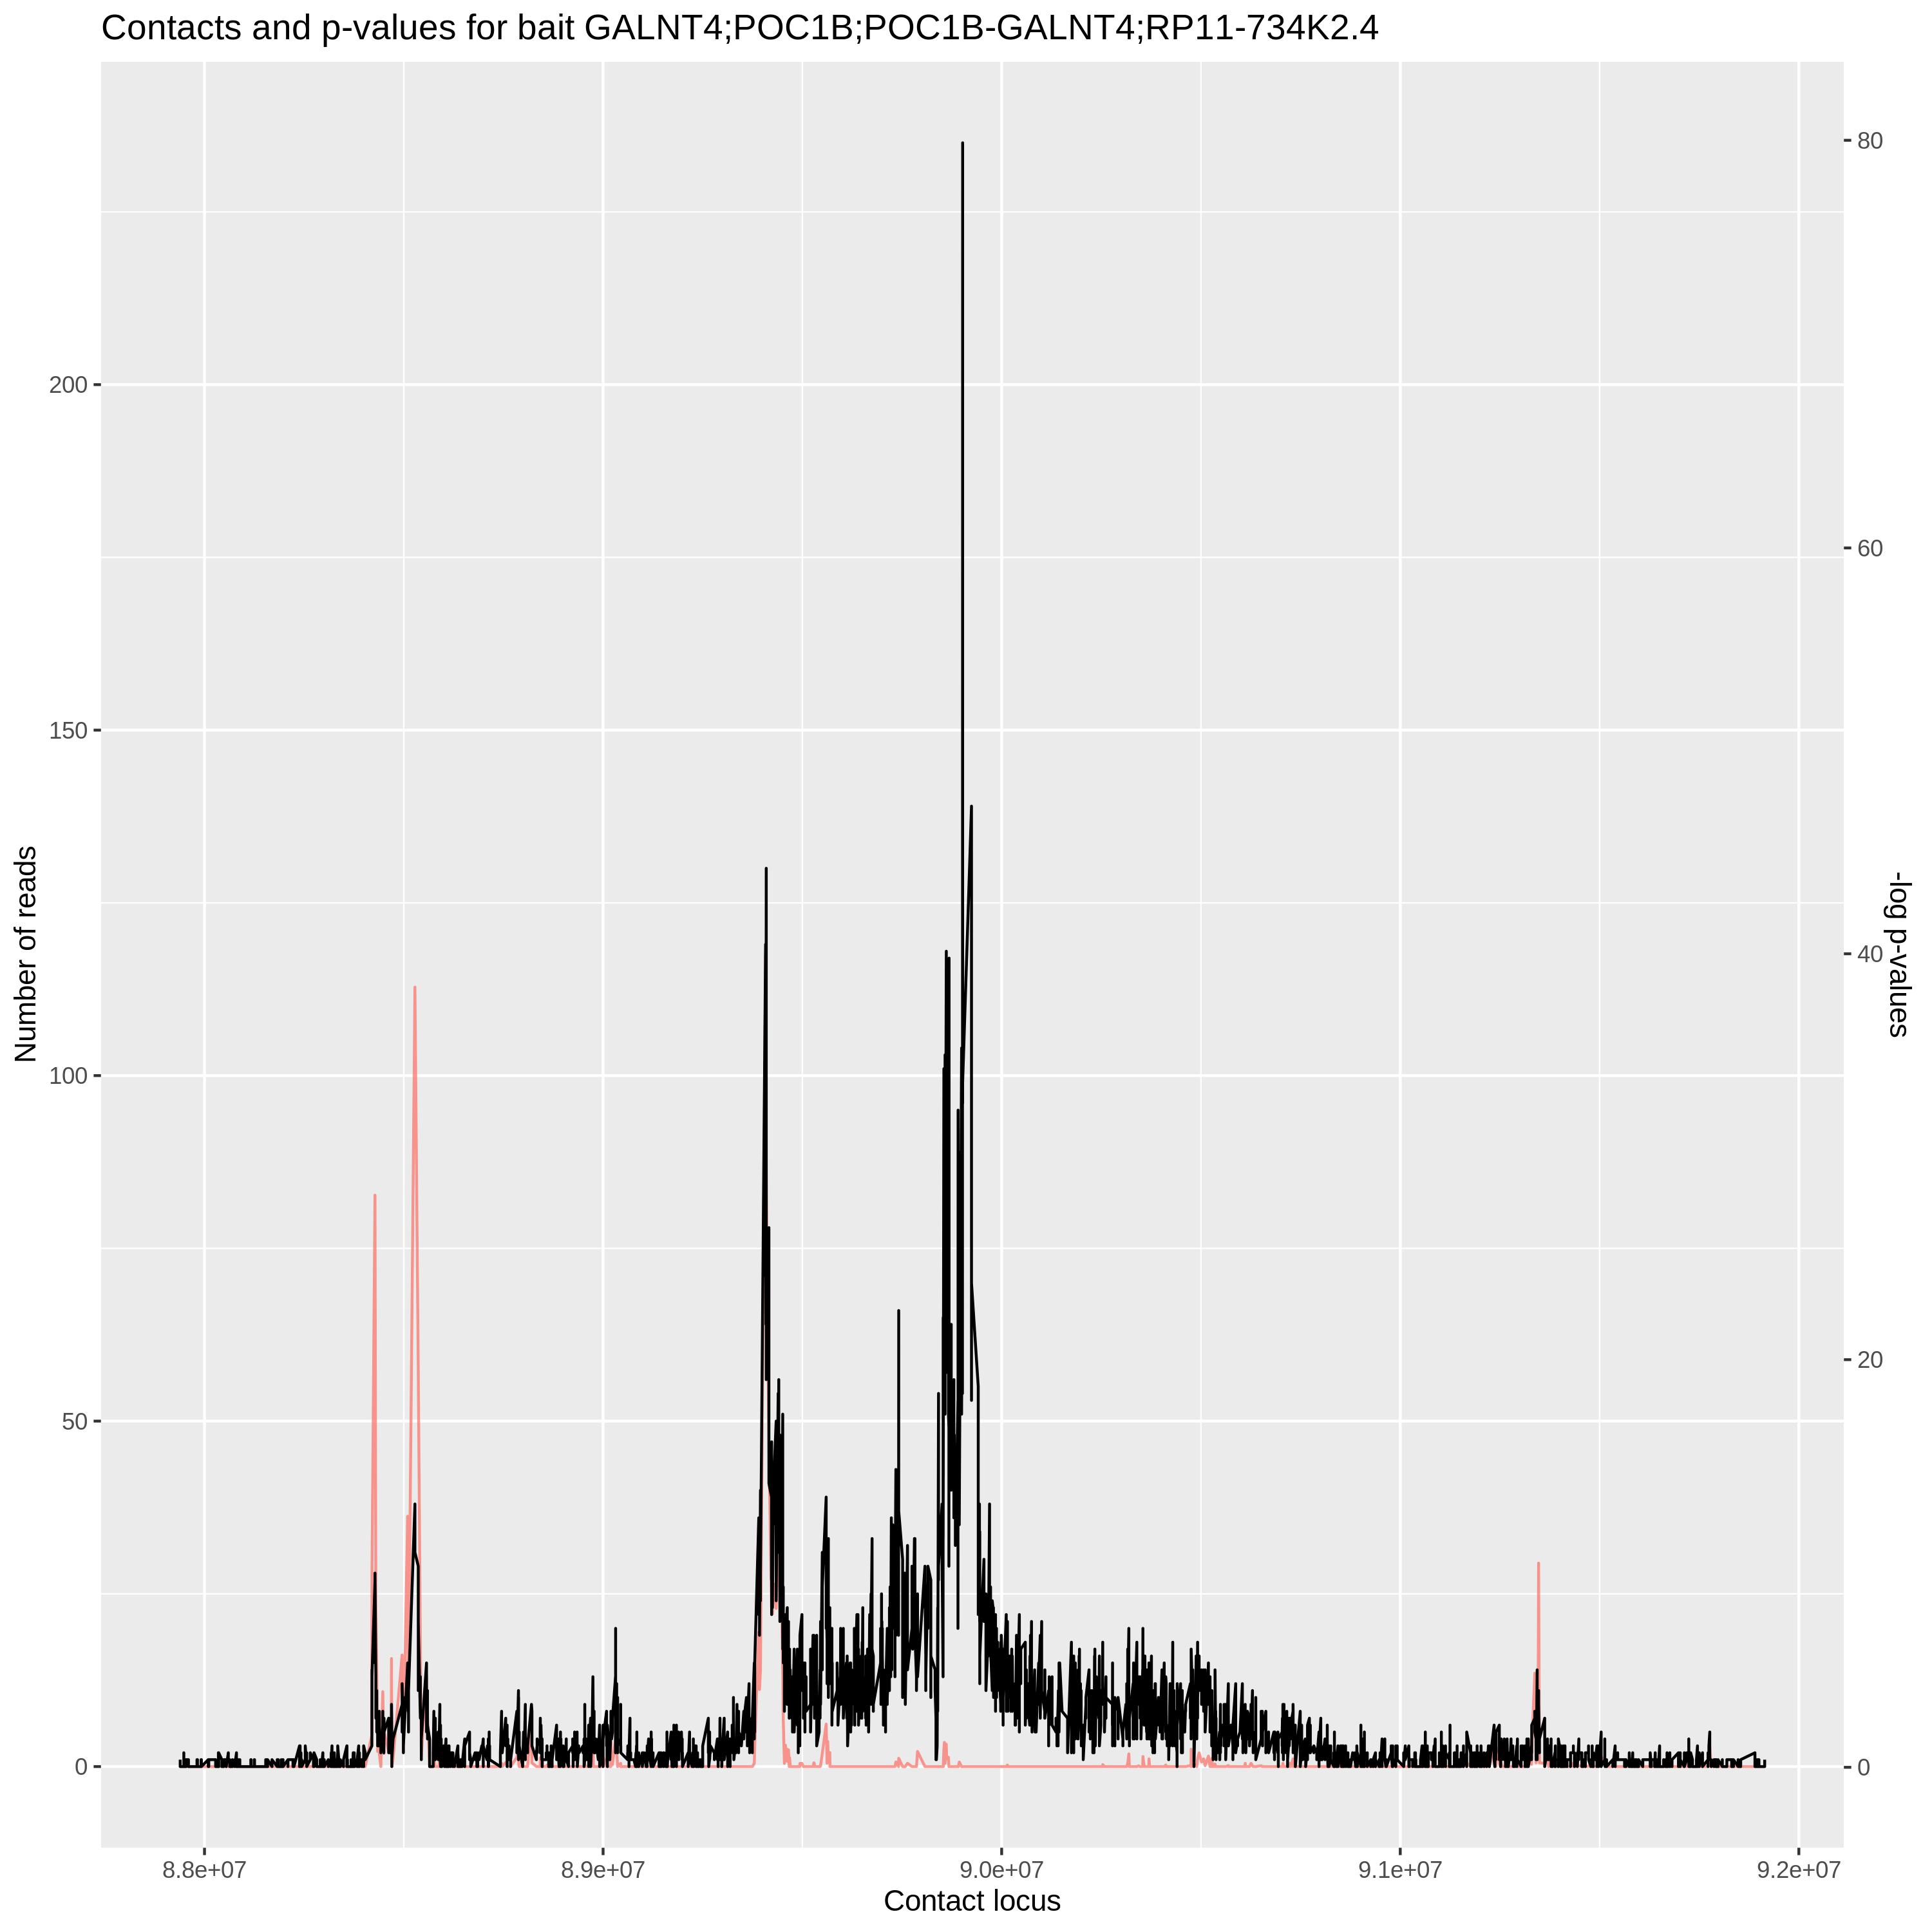 Contacts and p-values for bait GALNT4;POC1B;POC1B-GALNT4;RP11-734K2.4
Number of reads
200
150
100
50
0
80
60
40
20
0
-log p-values
8.8e+07
8.9e+07
9.0e+07
9.1e+07
9.2e+07
Contact locus